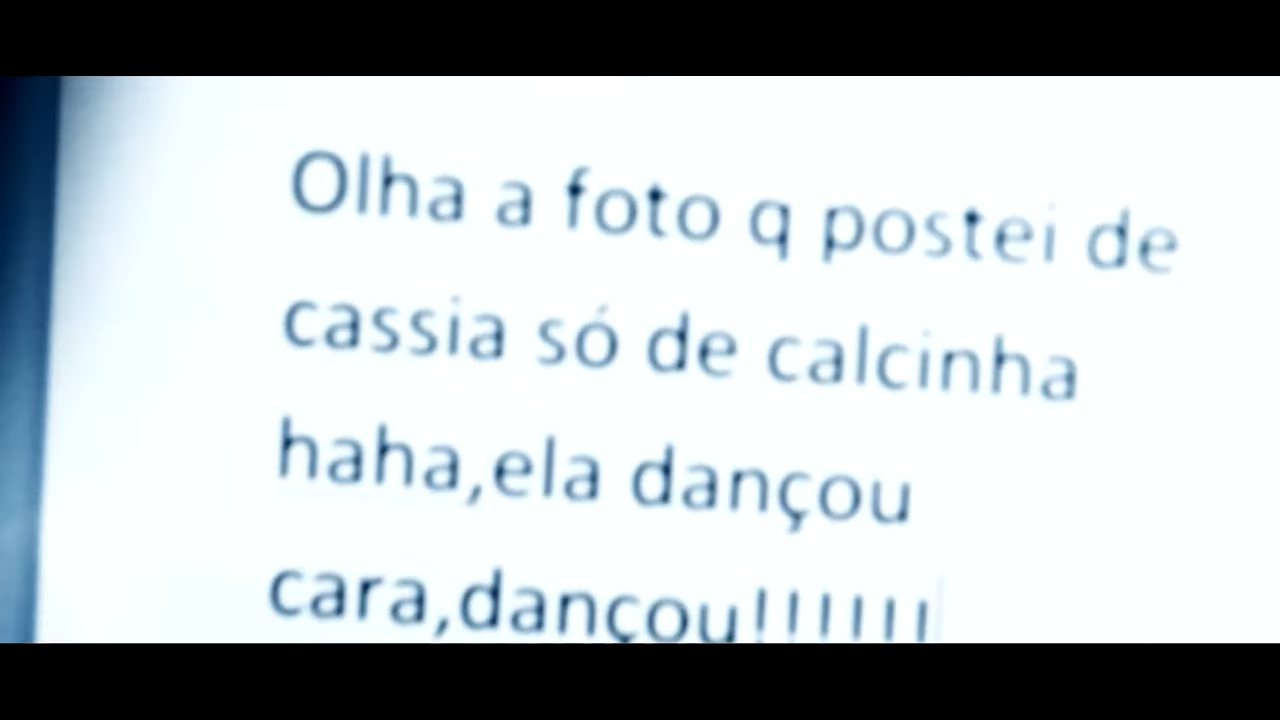 Olha a foto q postei de
cassia só de calcinha
haha,ela dançou
cara,dançou!!!!!!